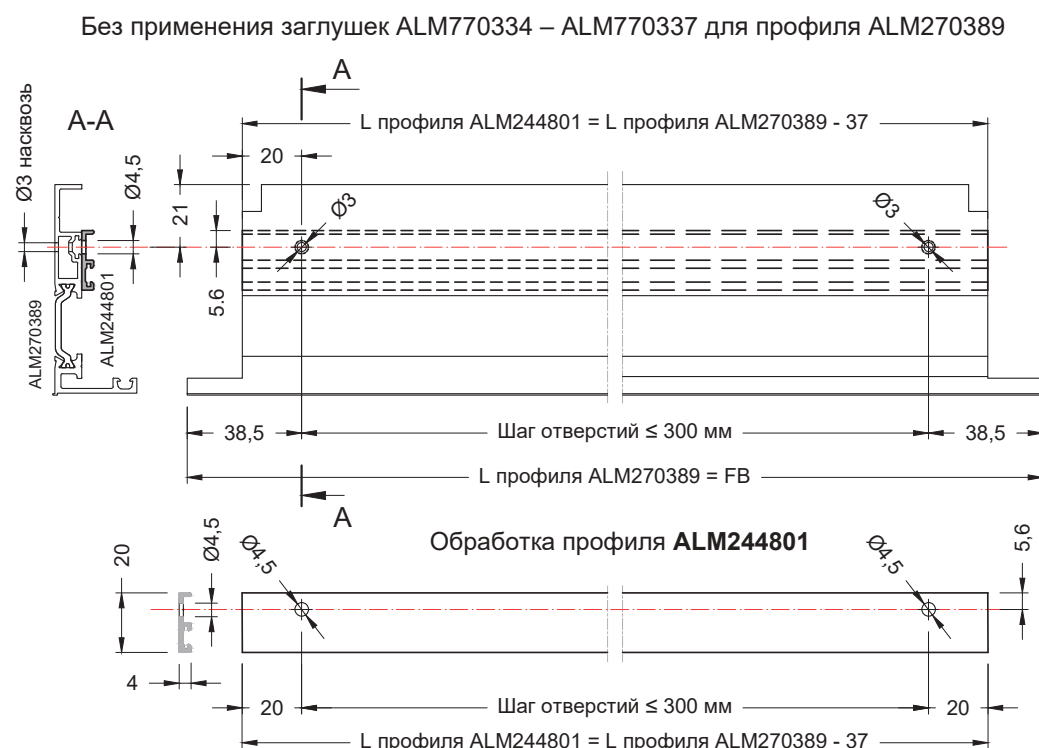 Без применения заглушек ALM770334 – ALM770337 для профиля ALM270389
A
A-A
L профиля ALM244801 = L профиля ALM270389 - 37
Ø3 насквозь
Ø4,5
20
21
Ø3
Ø3
5.6
ALM270389
ALM244801
38,5
Шаг отверстий ≤ 300 мм
38,5
L профиля ALM270389 = FB
A
Обработка профиля ALM244801
20
Ø4,5
Ø4,5
Ø4,5
5,6
4
20
Шаг отверстий ≤ 300 мм
20
L профиля ALM244801 = L профиля ALM270389 - 37